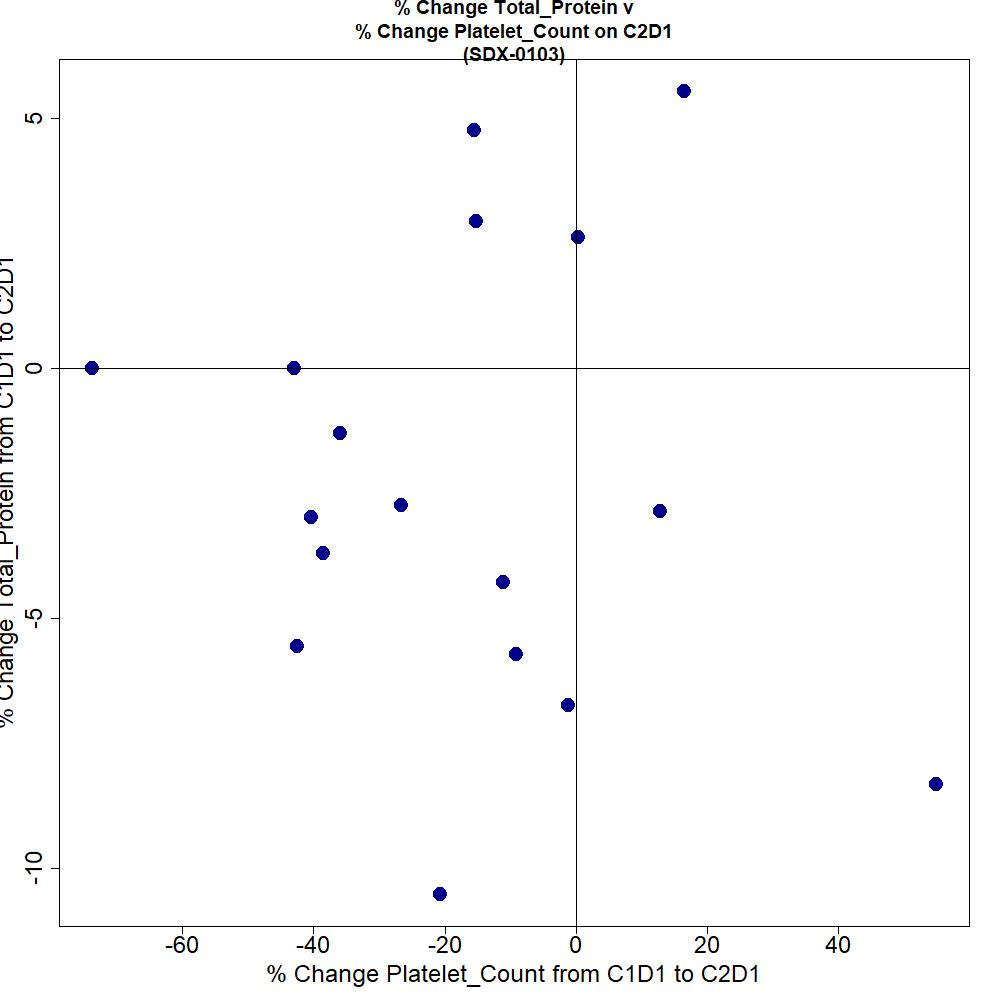 % Change Total_Protein v
% Change Platelet_Count on C2D1
(SDX-0103)
5
0
-5
-10
% Change Total_Protein from C1D1 to C2D1
-60
-40
-20
0
20
40
% Change Platelet_Count from C1D1 to C2D1